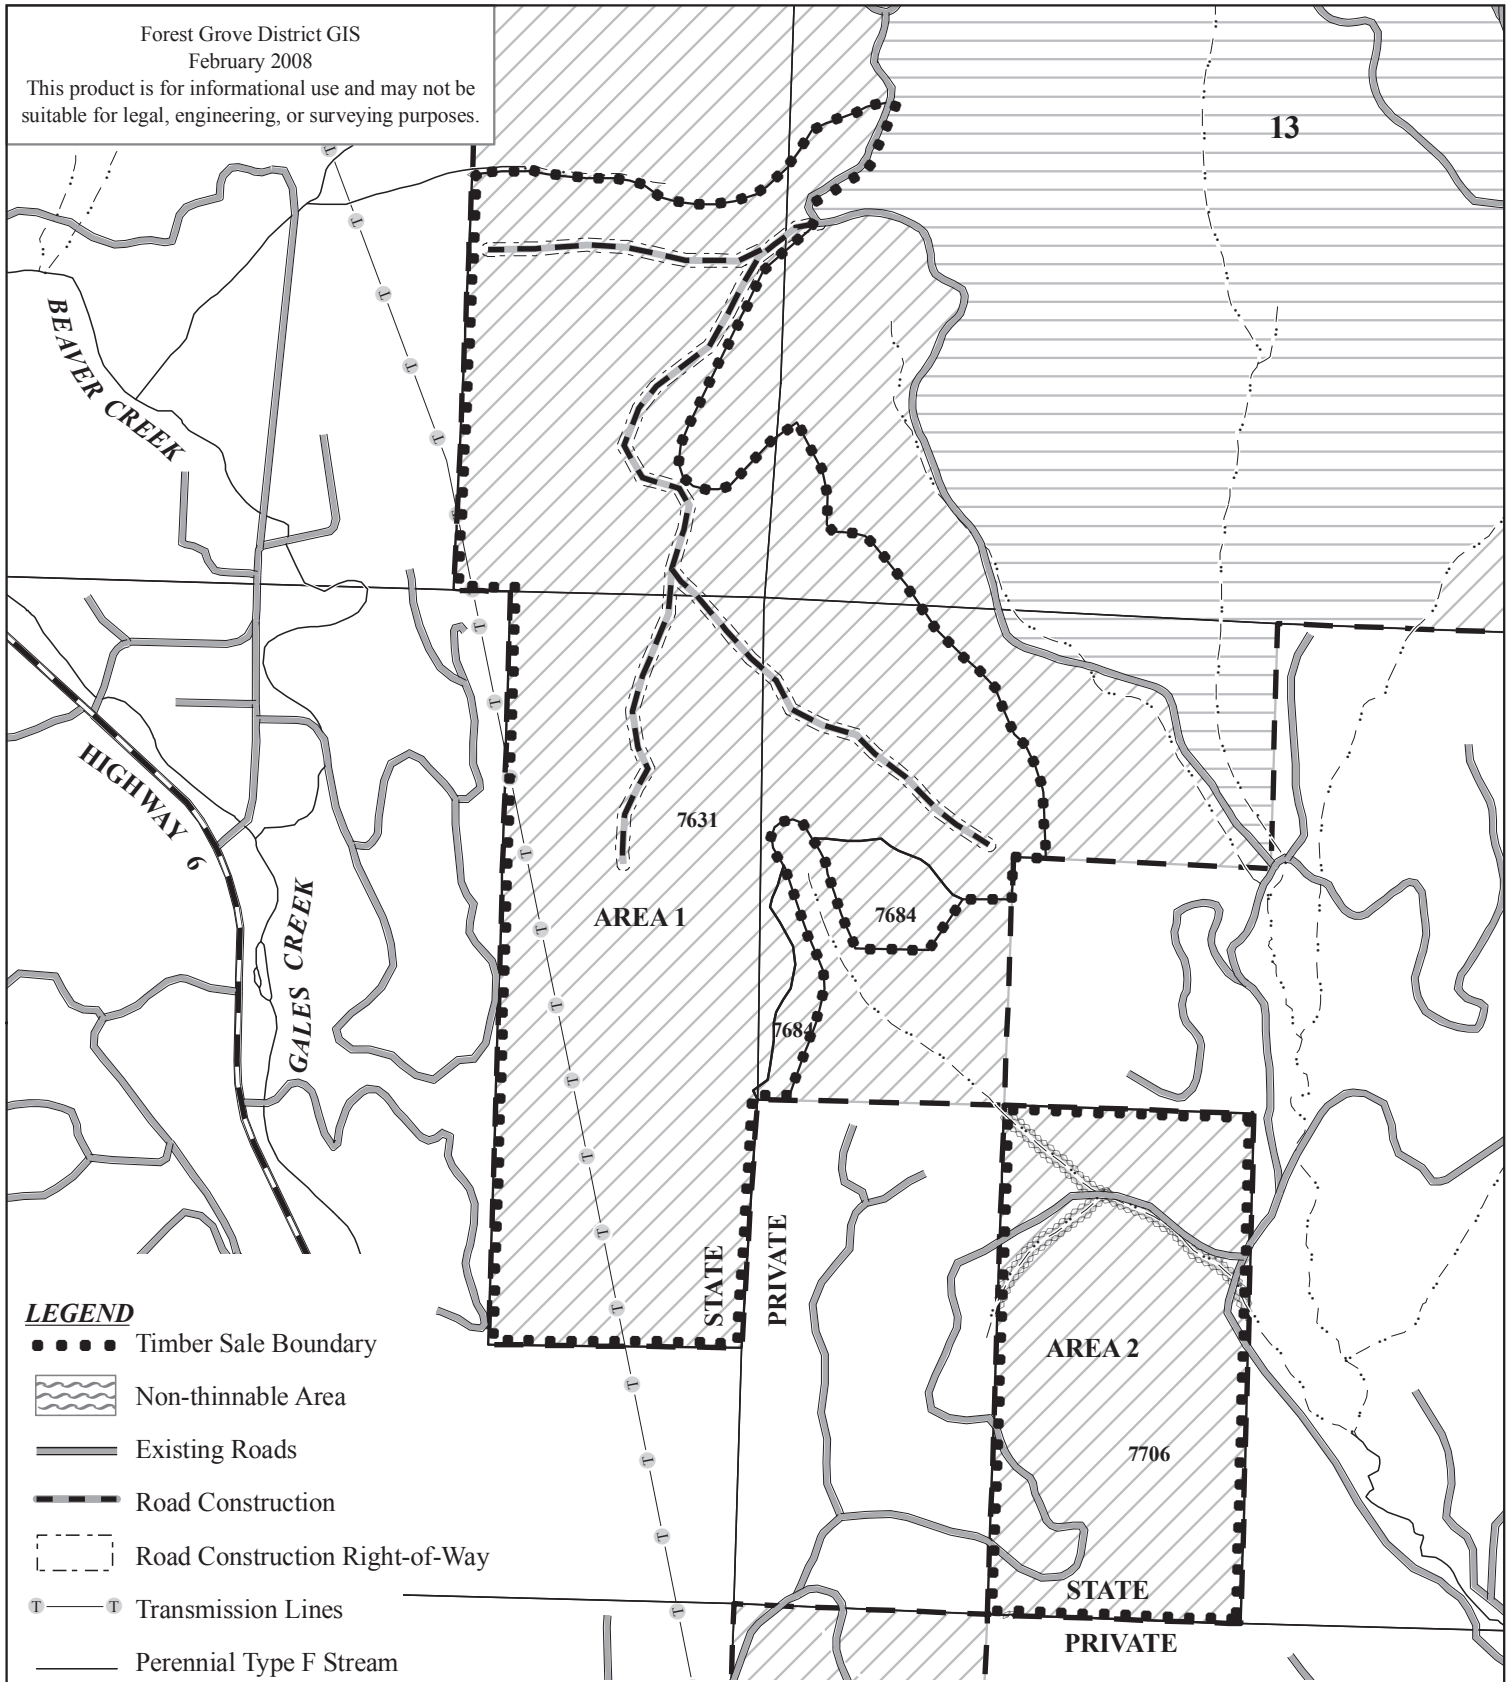 Forest Grove District GIS
February 2008
This product is for informational use and may not be
suitable for legal, engineering, or surveying purposes.
13
BEAVER CREEK
HIGHWAY 6
GALES CREEK
7631
AREA 1
7684
7684
STATE
PRIVATE
AREA 2
7706
STATE
PRIVATE
LEGEND
Timber Sale Boundary
Non-thinnable Area
Existing Roads
Road Construction
Road Construction Right-of-Way
T T Transmission Lines
Perennial Type F Stream